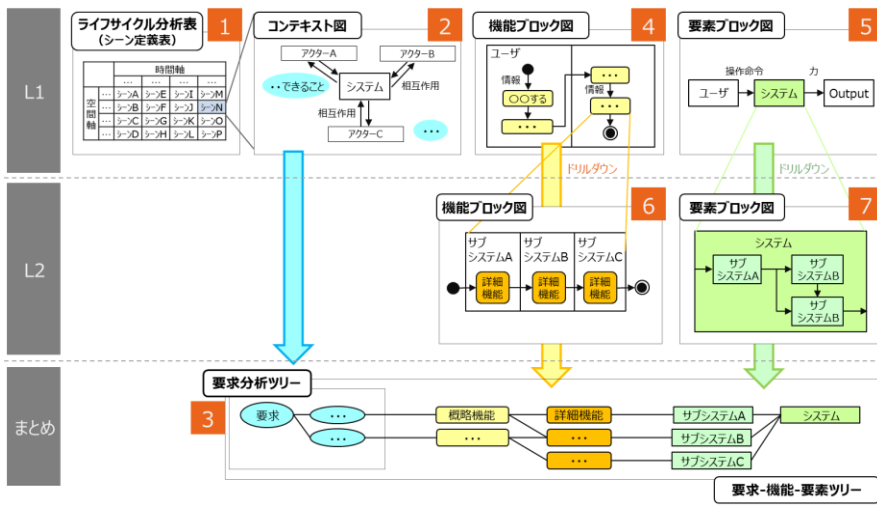 L1
ライフサイクル分析表
(シーン定義表)
1
時間軸
… … … …
空間軸
… シーンA シーンE シーンI シーンM
… シーンB シーンF シーンJ シーンN
… シーンC シーンG シーンK シーンO
… シーンD シーンH シーンL シーンP
コンテキスト図
2
アクターA
アクターB
‥できること
システム
相互作用
相互作用
アクターC
…
機能ブロック図
4
ユーザ
情報
〇〇する
…
…
情報
…
ドリルダウン
要素ブロック図
5
操作命令
力
ユーザ
システム
Output
ドリルダウン
L2
機能ブロック図
6
サブ
システムA
サブ
システムB
サブ
システムC
詳細
機能
詳細
機能
詳細
機能
要素ブロック図
7
システム
サブ
システムA
サブ
システムB
サブ
システムB
まとめ
要求分析ツリー
3
要求
…
…
概略機能
…
詳細機能
…
…
サブシステムA
サブシステムB
サブシステムC
システム
要求-機能-要素ツリー